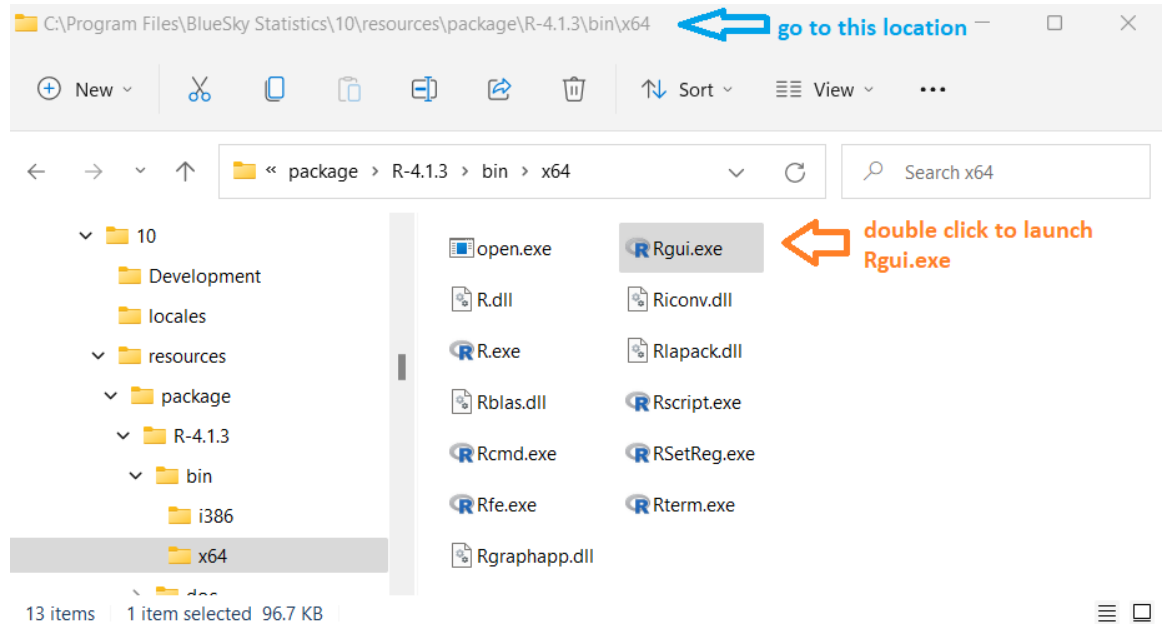 C:\Program Files\BlueSky Statistics\10\resources\package\R-4.1.3\bin\x64
go to this location
New
Sort
View
« package > R-4.1.3 > bin > x64
Search x64
10
Development
locales
resources
package
R-4.1.3
bin
i386
x64
open.exe
Rgui.exe
R.dll
Riconv.dll
R.exe
Rlapack.dll
Rblas.dll
Rscript.exe
Rcmd.exe
RSetReg.exe
Rfe.exe
Rterm.exe
Rgraphapp.dll
double click to launch
Rgui.exe
13 items
1 item selected 96.7 KB